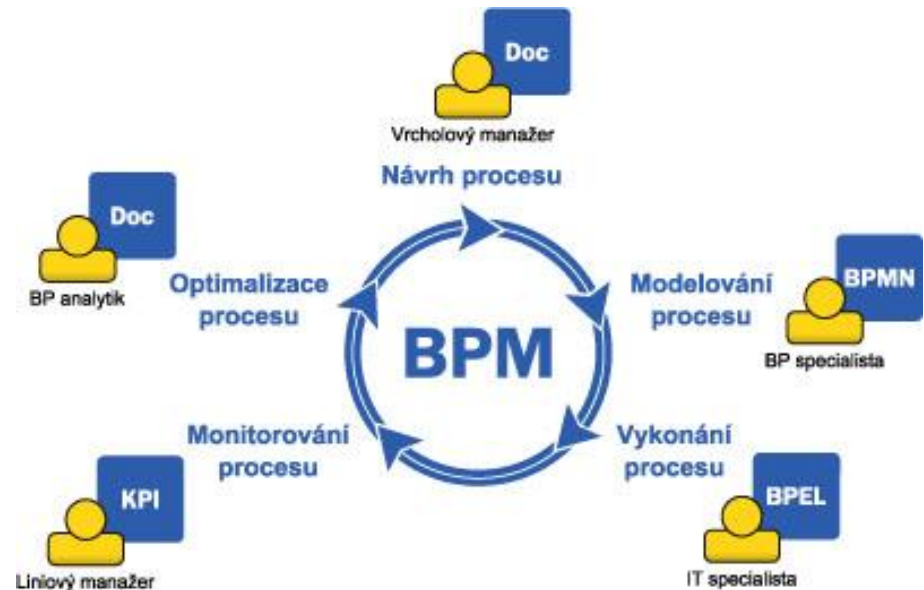 Doc
Vrcholový manažer
Návrh procesu
Doc
BP analytik
Optimalizace
procesu
Modelování
procesu
BPMN
BP specialista
BPM
Monitorování
procesu
Vykonání
procesu
KPI
Liniový manažer
BPEL
IT specialista